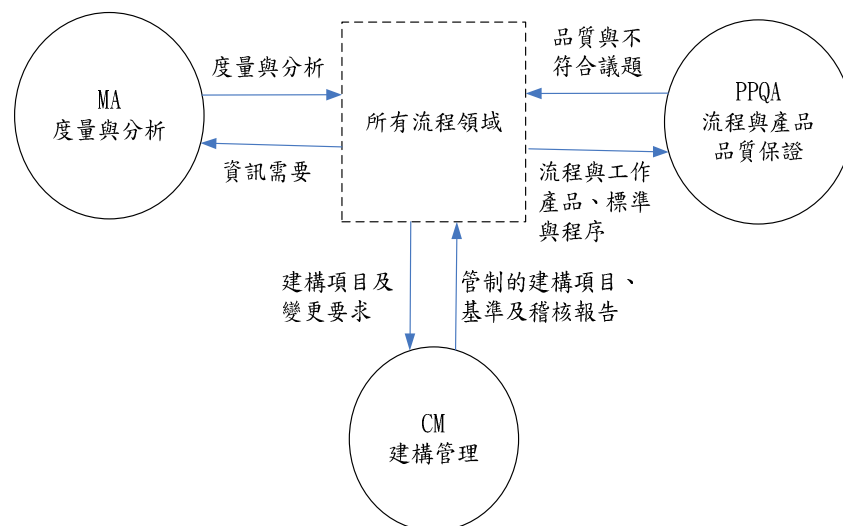 MA
度量與分析
度量與分析
資訊需要
所有流程領域
品質與不
符合議題
PPQA
流程與產品
品質保證
流程與工作
產品、標準
與程序
建構項目及
變更要求
管制的建構項目、
基準及稽核報告
CM
建構管理